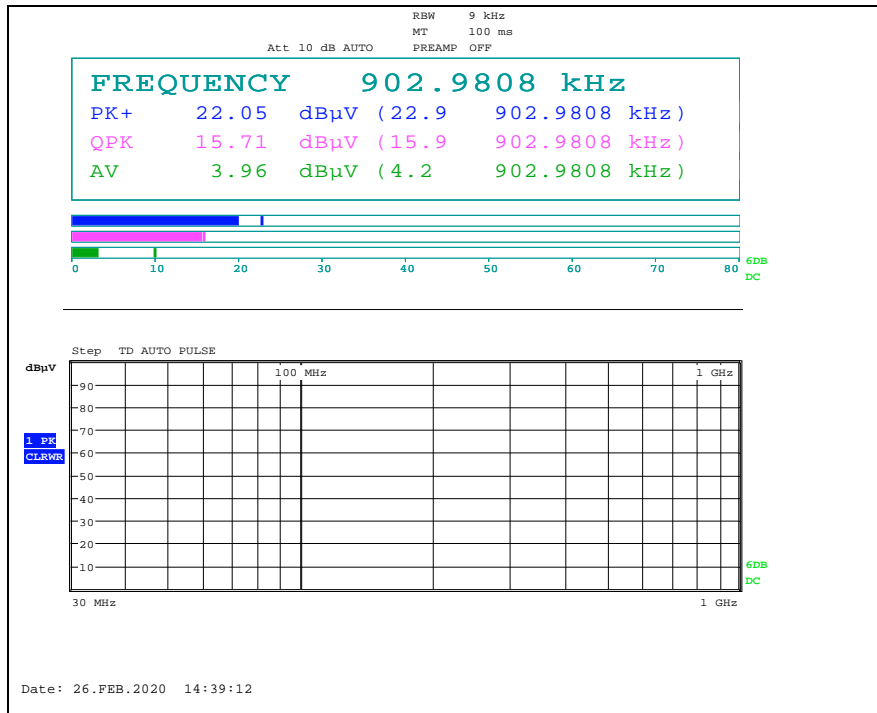 RBW 9 kHz
MT 100 ms
Att 10 dB AUTO PREAMP OFF
FREQUENCY 902.9808 kHz
PK+ 22.05 dBµV (22.9 902.9808 kHz)
QPK 15.71 dBµV (15.9 902.9808 kHz)
AV 3.96 dBµV (4.2 902.9808 kHz)
0 10 20 30 40 50 60 70 80
6DB
DC
Step TD AUTO PULSE
dBµV
100 MHz 1 GHz
90
80
70
1 PK
CLRWR
60
50
40
30
20
10
6DB
DC
30 MHz 1 GHz
Date: 26.FEB.2020 14:39:12